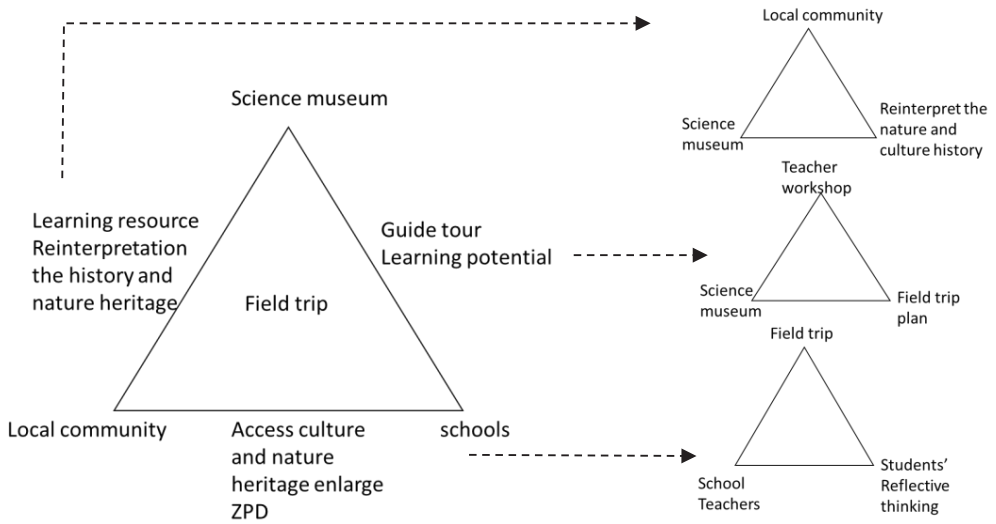 Science museum
Learning resource
Reinterpretation
the history and
nature heritage
Guide tour
Learning potential
Field trip
Local community
Access culture
and nature
heritage enlarge
ZPD
schools
Local community
Science
museum
Reinterpret the
nature and
culture history
Teacher
workshop
Science
museum
Field trip
plan
Field trip
School
Teachers
Students'
Reflective
thinking